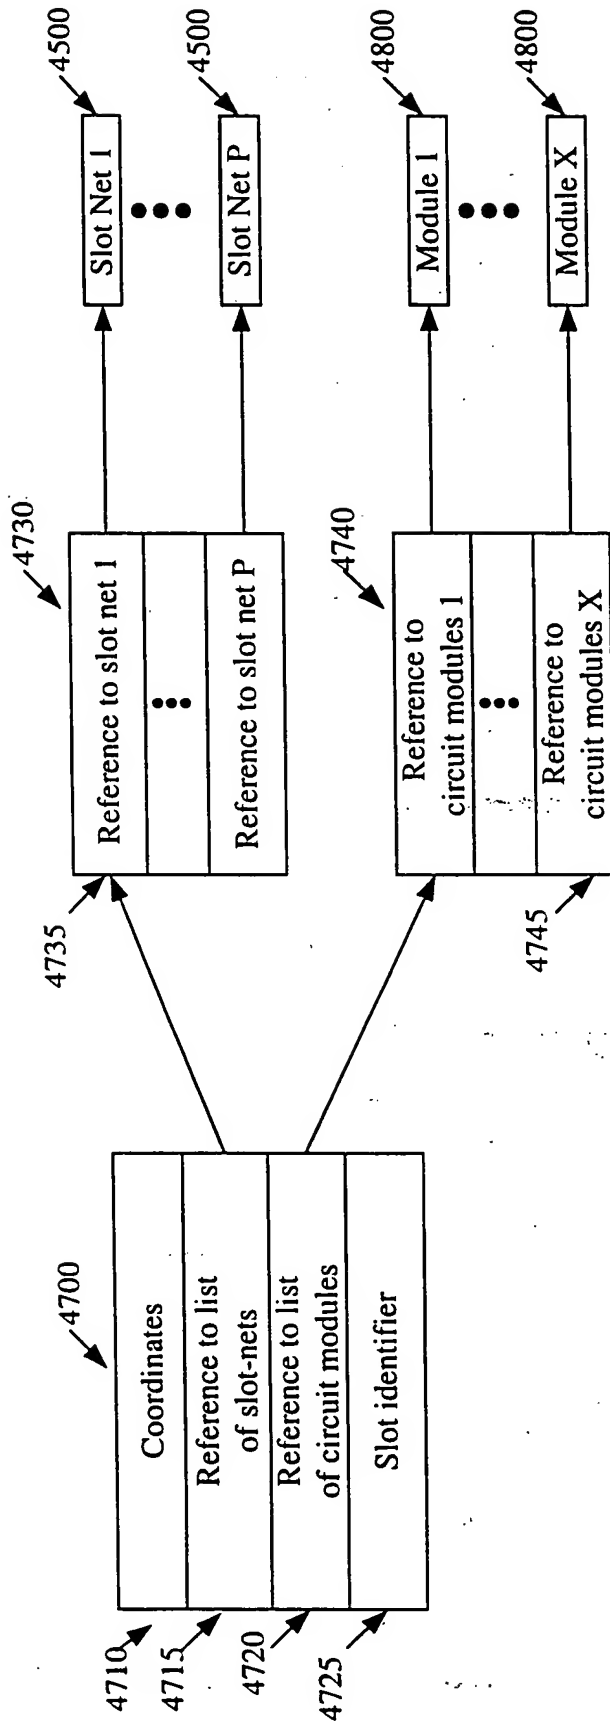 4700
4710
Coordinates
4715
Reference to list
of slot-nets
4720
Reference to list
of circuit modules
4725
Slot identifier
4730
4735
Reference to slot net 1
•••
Reference to slot net P
4740
Reference to
circuit modules 1
•••
4745
Reference to
circuit modules X
4500
Slot Net 1
•••
4500
Slot Net P
4800
Module 1
•••
4800
Module X